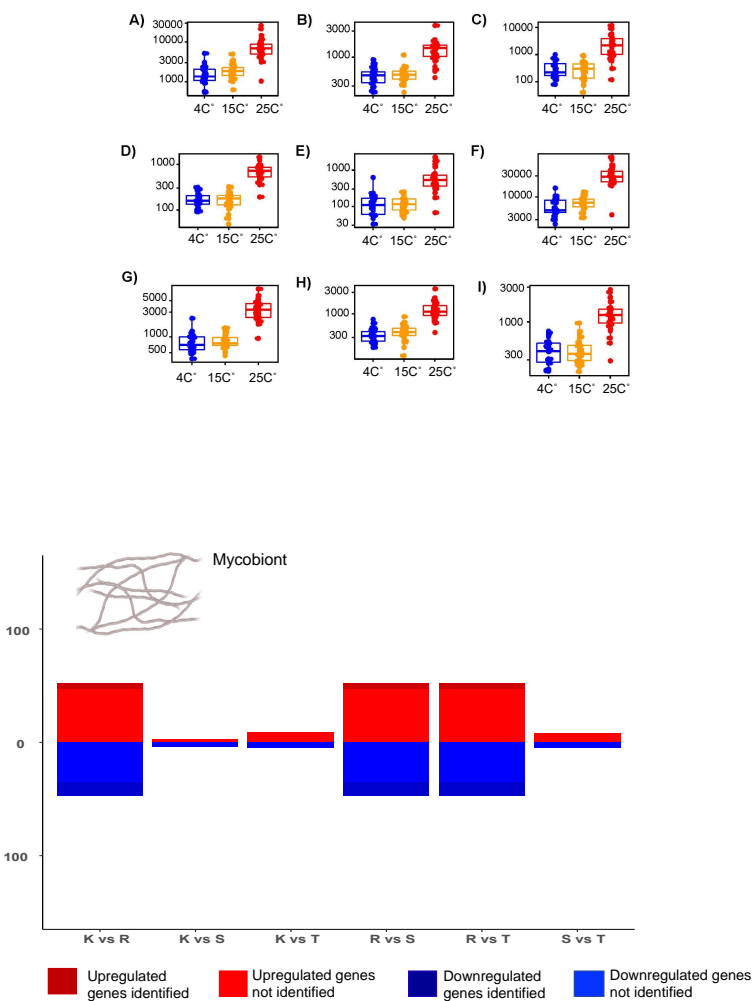 A)
30000
10000
3000
1000
4C° 15C° 25C°
B)
3000
1000
300
4C° 15C° 25C°
C)
10000
1000
100
4C° 15C° 25C°
D)
1000
300
100
4C° 15C° 25C°
E)
1000
300
100
30
4C° 15C° 25C°
F)
30000
10000
3000
4C° 15C° 25C°
G)
5000
3000
1000
500
4C° 15C° 25C°
H)
3000
1000
300
4C° 15C° 25C°
I)
3000
1000
300
4C° 15C° 25C°
Mycobiont
100
0
100
K vs R K vs S K vs T R vs S R vs T S vs T
Upregulated
genes identified
Upregulated genes
not identified
Downregulated
genes identified
Downregulated genes
not identified